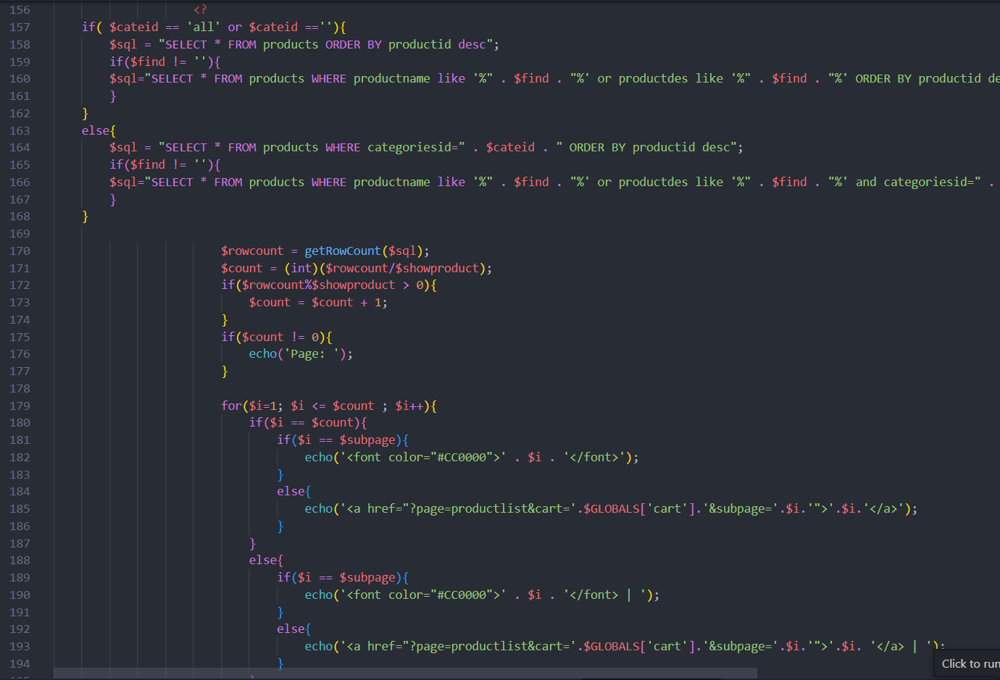 156 <?
157 if( $cateid == 'all' or $cateid ==''){
158 $sql = "SELECT * FROM products ORDER BY productid desc";
159 if($find != ''){
160 $sql="SELECT * FROM products WHERE productname like '%" . $find . "%' or productdes like '%" . $find . "%' ORDER BY productid de
161 }
162 }
163 else{
164 $sql = "SELECT * FROM products WHERE categoriesid=" . $cateid . " ORDER BY productid desc";
165 if($find != ''){
166 $sql="SELECT * FROM products WHERE productname like '%" . $find . "%' or productdes like '%" . $find . "%' and categoriesid=" .
167 }
168 }
169
170 $rowcount = getRowCount($sql);
171 $count = (int)($rowcount/$showproduct);
172 if($rowcount%$showproduct > 0){
173 $count = $count + 1;
174 }
175 if($count != 0){
176 echo('Page: ');
177 }
178
179 for($i=1; $i <= $count ; $i++){
180 if($i == $count){
181 if($i == $subpage){
182 echo('<font color="#CC0000">' . $i . '</font>');
183 }
184 else{
185 echo('<a href="?page=productlist&cart='.$GLOBALS['cart'].'&subpage='.$i.'">'.$i.'</a>');
186 }
187 }
188 else{
189 if($i == $subpage){
190 echo('<font color="#CC0000">' . $i . '</font> | ');
191 }
192 else{
193 echo('<a href="?page=productlist&cart='.$GLOBALS['cart'].'&subpage='.$i.'">'.$i. '</a> | ');
194 }
Click to run